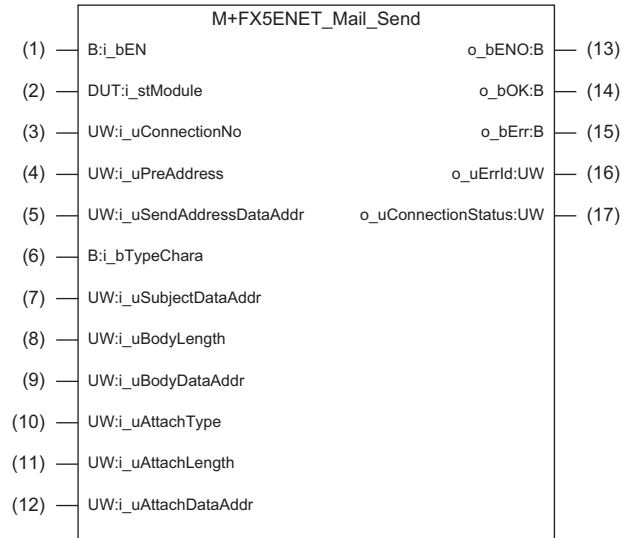 M+FX5ENET_Mail_Send
(1) B:i_bEN o_bENO:B (13)
(2) DUT:i_stModule o_bOK:B (14)
(3) UW:i_uConnectionNo o_bErr:B (15)
(4) UW:i_uPreAddress o_uErrId:UW (16)
(5) UW:i_uSendAddressDataAddr o_uConnectionStatus:UW (17)
(6) B:i_bTypeChara
(7) UW:i_uSubjectDataAddr
(8) UW:i_uBodyLength
(9) UW:i_uBodyDataAddr
(10) UW:i_uAttachType
(11) UW:i_uAttachLength
(12) UW:i_uAttachDataAddr